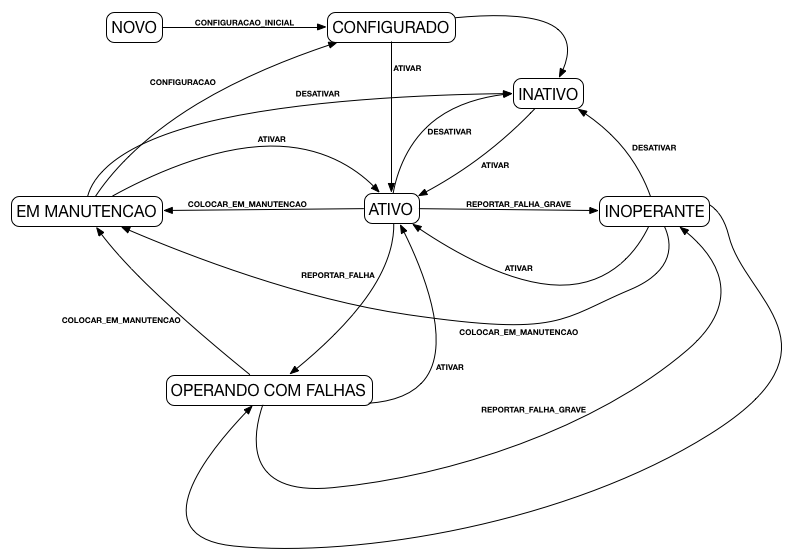 NOVO
CONFIGURACAO_INICIAL
CONFIGURADO
ATIVAR
CONFIGURACAO
INATIVO
DESATIVAR
DESATIVAR
ATIVAR
ATIVAR
DESATIVAR
EM MANUTENCAO
COLOCAR_EM_MANUTENCAO
ATIVO
REPORTAR_FALHA_GRAVE
INOPERANTE
REPORTAR_FALHA
ATIVAR
COLOCAR_EM_MANUTENCAO
COLOCAR_EM_MANUTENCAO
ATIVAR
OPERANDO COM FALHAS
REPORTAR_FALHA_GRAVE